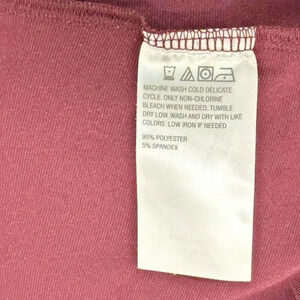 MACHINE WASH COLD DELICATE
CYCLE. ONLY NON-CHLORINE
BLEACH WHEN NEEDED. TUMBLE
DRY LOW. WASH AND DRY WITH LIKE
COLORS. LOW IRON IF NEEDED
95% POLYESTER
5% SPANDEX